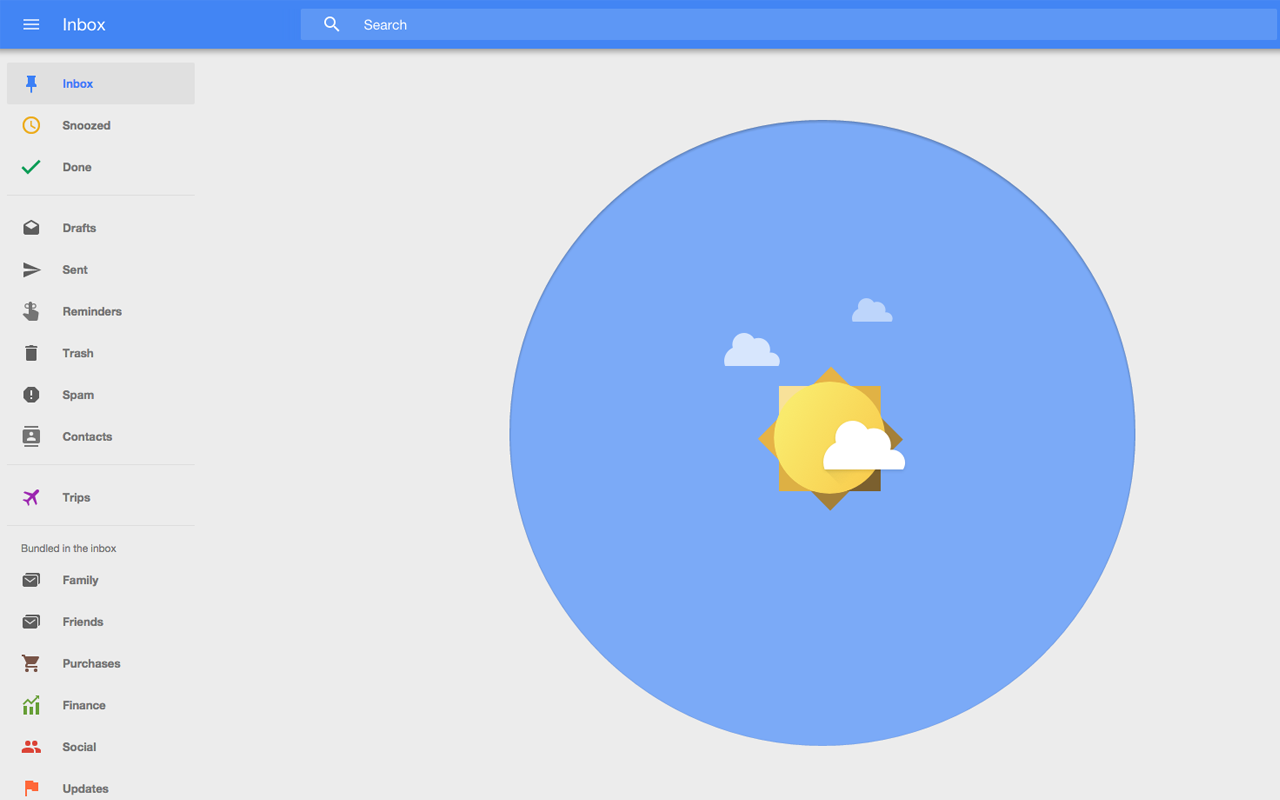 Inbox
Search
Inbox
Snoozed
Done
Drafts
Sent
Reminders
Trash
Spam
Contacts
Trips
Bundled in the inbox
Family
Friends
Purchases
Finance
Social
Updates